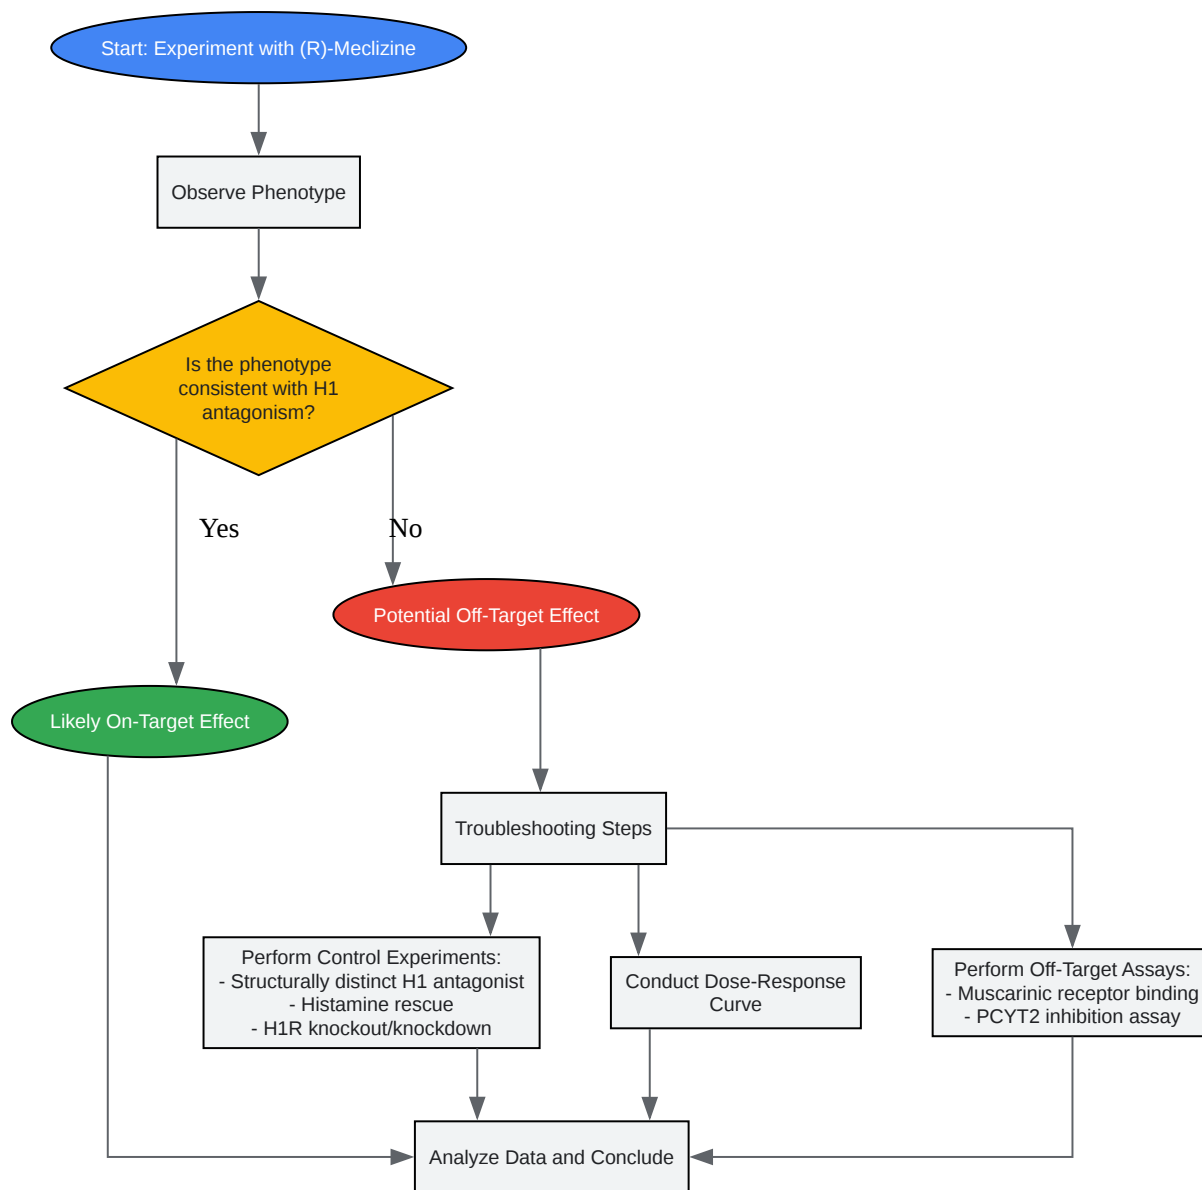 Start: Experiment with (R)-Meclizine
Observe Phenotype
Is the phenotype
consistent with H1
antagonism?
Yes
No
Potential Off-Target Effect
Likely On-Target Effect
Troubleshooting Steps
Perform Control Experiments:
- Structurally distinct H1 antagonist
- Histamine rescue
- H1R knockout/knockdown
Conduct Dose-Response
Curve
Perform Off-Target Assays:
- Muscarinic receptor binding
- PCYT2 inhibition assay
Analyze Data and Conclude